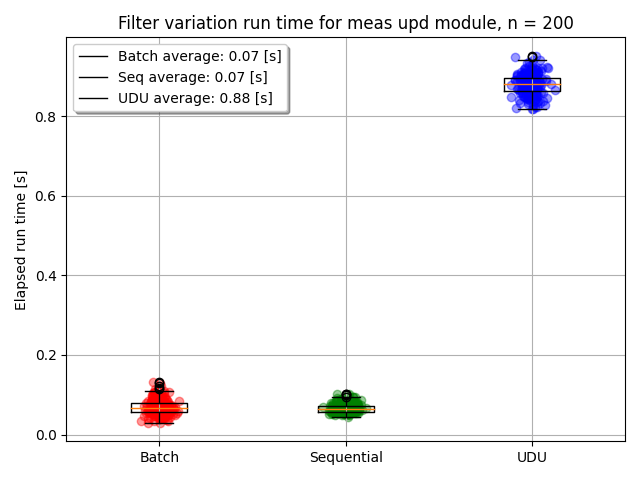 Filter variation run time for meas upd module, n = 200
Batch average: 0.07 [s]
Seq average: 0.07 [s]
UDU average: 0.88 [s]
Elapsed run time [s]
0.8
0.6
0.4
0.2
0.0
Batch
Sequential
UDU